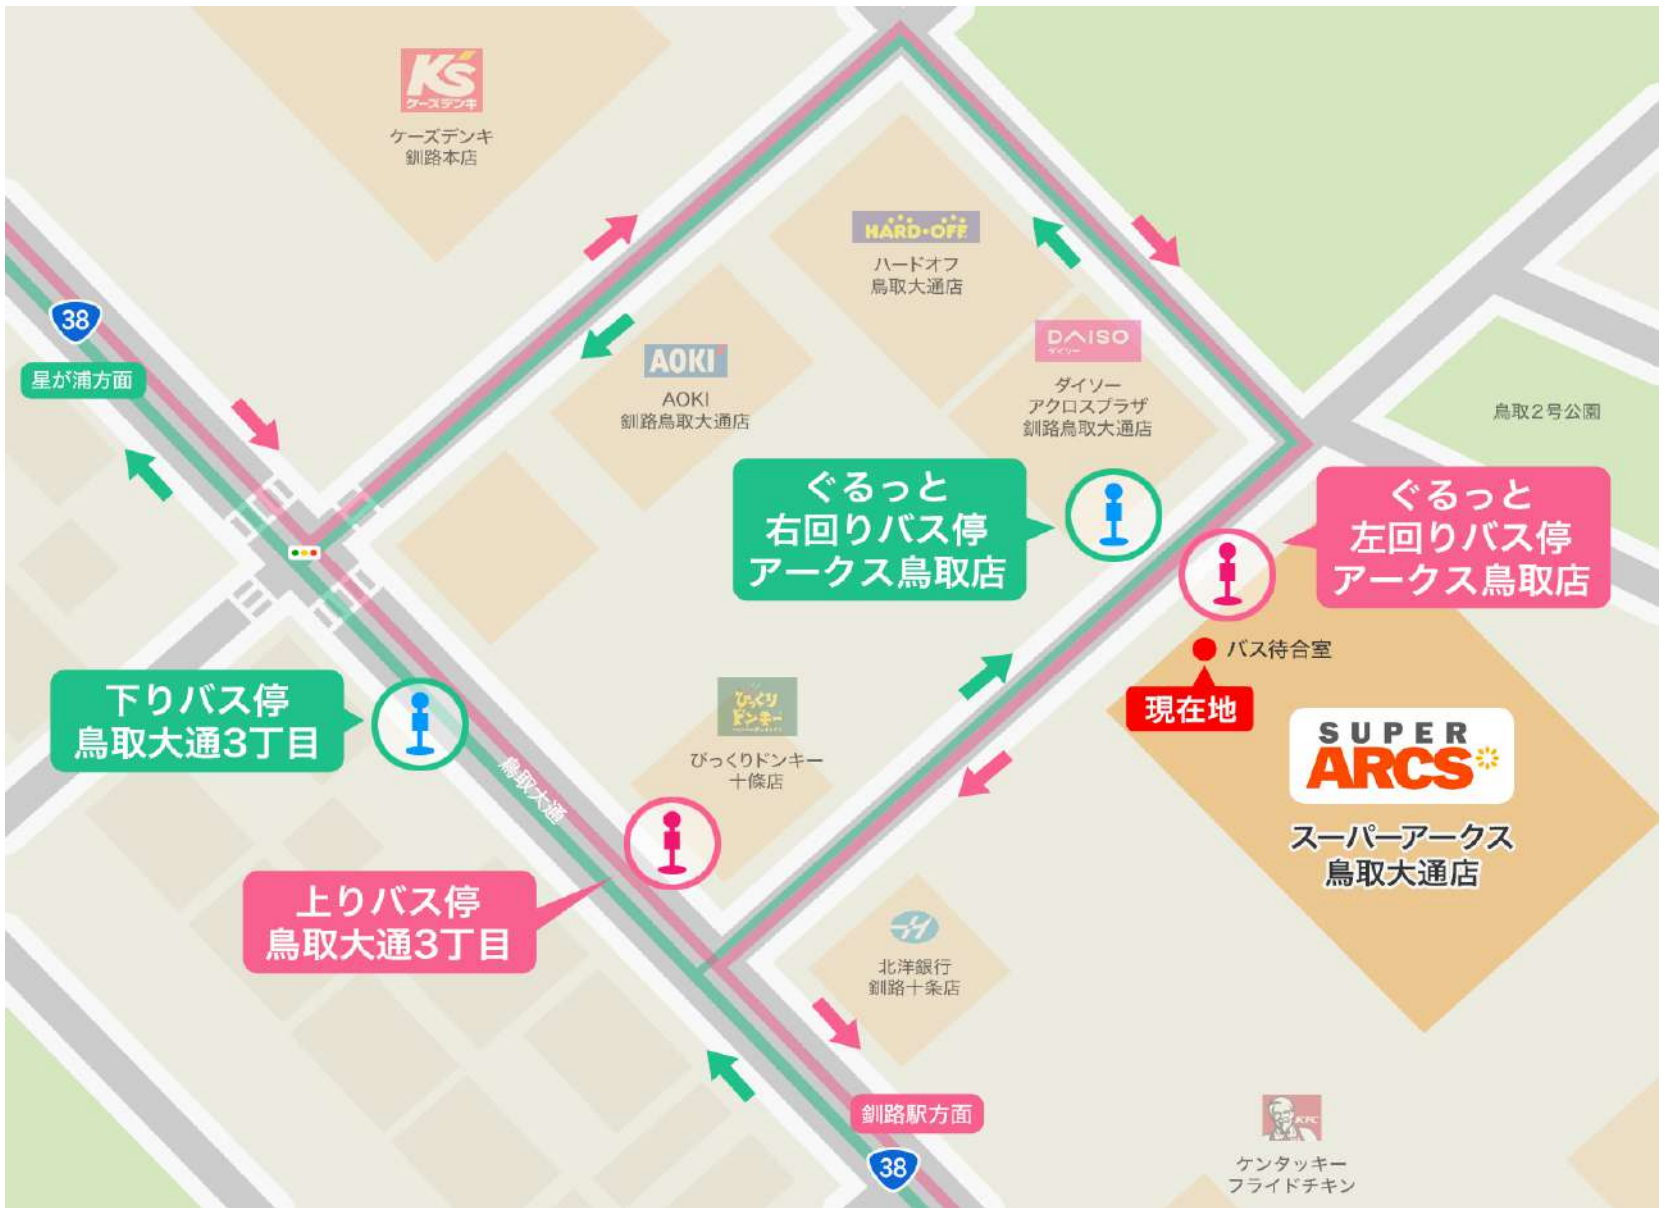 K's
ケーズデンキ
ケーズデンキ
釧路本店
HARD・OFF
ハードオフ
鳥取大通店
38
星が浦方面
AOKI
AOKI
釧路鳥取大通店
DAISO
ダイソー
ダイソー
アクロスプラザ
釧路鳥取大通店
鳥取2号公園
ぐるっと
右回りバス停
アークス鳥取店
ぐるっと
左回りバス停
アークス鳥取店
バス待合室
現在地
下りバス停
鳥取大通3丁目
びっくり
ドンキー
びっくりドンキー
十條店
鳥取大通
SUPER
ARCS
スーパーアークス
鳥取大通店
上りバス停
鳥取大通3丁目
北洋銀行
釧路十条店
釧路駅方面
38
KFC
ケンタッキー
フライドチキン